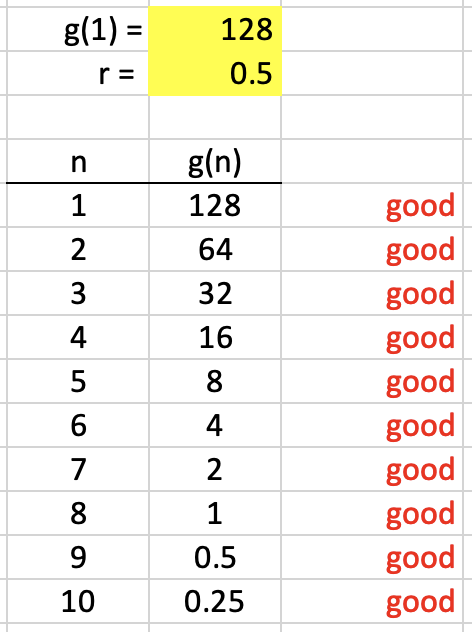 g(1) = 128
r = 0.5
n g(n)
1 128 good
2 64 good
3 32 good
4 16 good
5 8 good
6 4 good
7 2 good
8 1 good
9 0.5 good
10 0.25 good